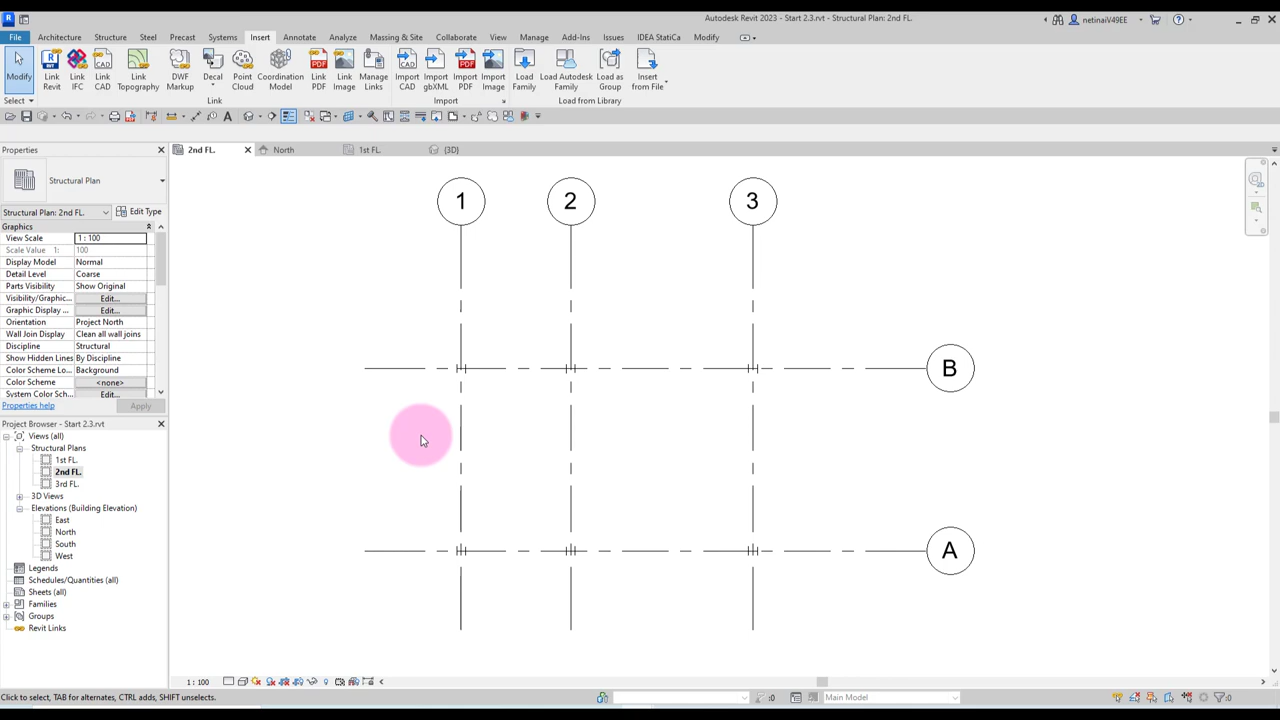 Autodesk Revit 2023 - Start 2.3.rvt - Structural Plan: 2nd FL.
netinaiV49EE
File Architecture Structure Steel Precast Systems Insert Annotate Analyze Massing & Site Collaborate View Manage Add-Ins Issues IDEA StatiCa Modify
Modify
Link Revit
Link IFC
Link CAD
Link Topography
DWF Markup
Decal
Point Cloud
Coordination Model
Link PDF
Link Image
Manage Links
Import CAD
Import gbXML
Import PDF
Import Image
Load Family
Load Autodesk Family
Load as Group
Insert from File
Select Link Import Load from Library
Properties
2nd FL. North 1st FL. {3D}
Structural Plan
Structural Plan: 2nd FL. Edit Type
Graphics
View Scale 1 : 100
Scale Value 1: 100
Display Model Normal
Detail Level Coarse
Parts Visibility Show Original
Visibility/Graphic... Edit...
Graphic Display ... Edit...
Orientation Project North
Wall Join Display Clean all wall joins
Discipline Structural
Show Hidden Lines By Discipline
Color Scheme Lo... Background
Color Scheme <none>
System Color Sch... Edit...
Properties help Apply
Project Browser - Start 2.3.rvt
Views (all)
Structural Plans
1st FL.
2nd FL.
3rd FL.
3D Views
Elevations (Building Elevation)
East
North
South
West
Legends
Schedules/Quantities (all)
Sheets (all)
Families
Groups
Revit Links
1 2 3
B
A
1 : 100
Click to select, TAB for alternates, CTRL adds, SHIFT unselects.
:0
Main Model
:0